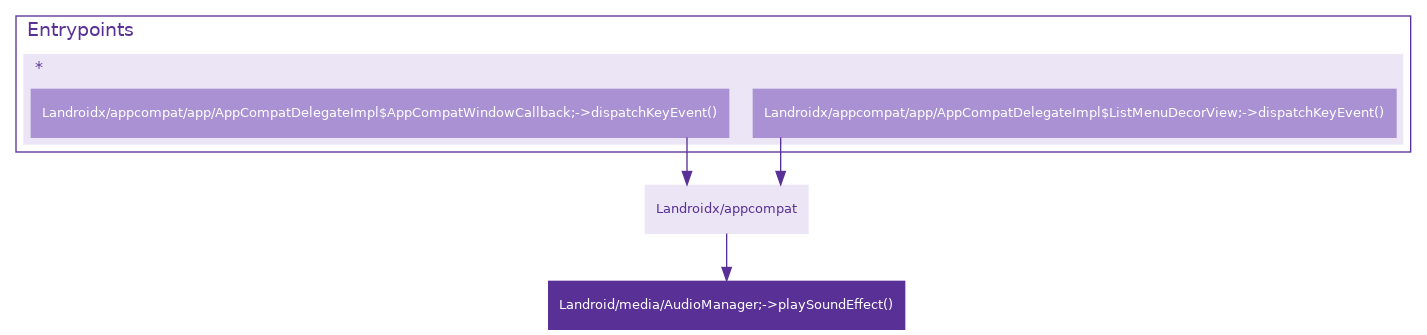 Entrypoints
*
Landroidx/appcompat/app/AppCompatDelegateImpl$AppCompatWindowCallback;->dispatchKeyEvent()
Landroidx/appcompat/app/AppCompatDelegateImpl$ListMenuDecorView;->dispatchKeyEvent()
Landroidx/appcompat
Landroid/media/AudioManager;->playSoundEffect()